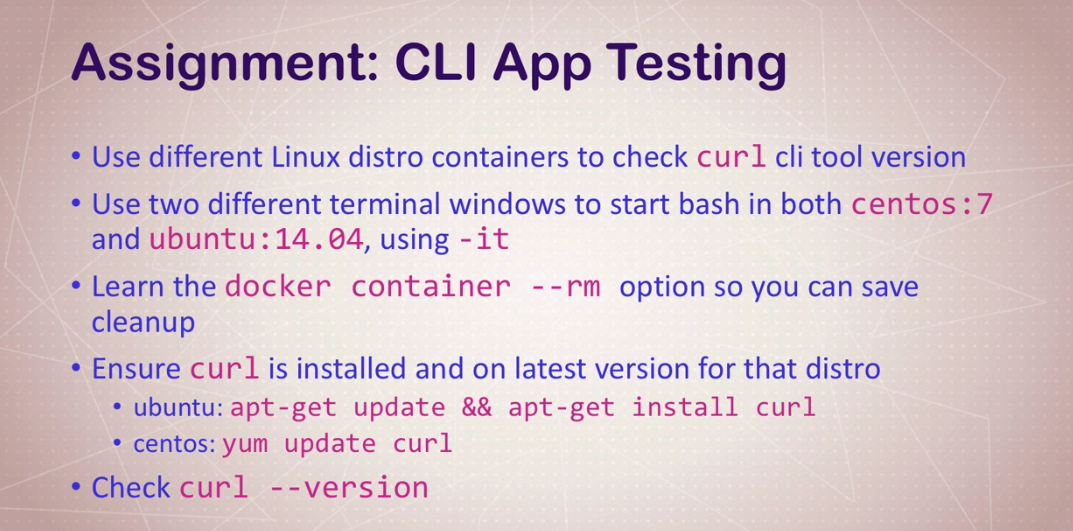 Assignment: CLI App Testing
• Use different Linux distro containers to check curl cli tool version
• Use two different terminal windows to start bash in both centos:7
and ubuntu:14.04, using -it
• Learn the docker container --rm option so you can save
cleanup
• Ensure curl is installed and on latest version for that distro
• ubuntu: apt-get update && apt-get install curl
• centos: yum update curl
• Check curl --version